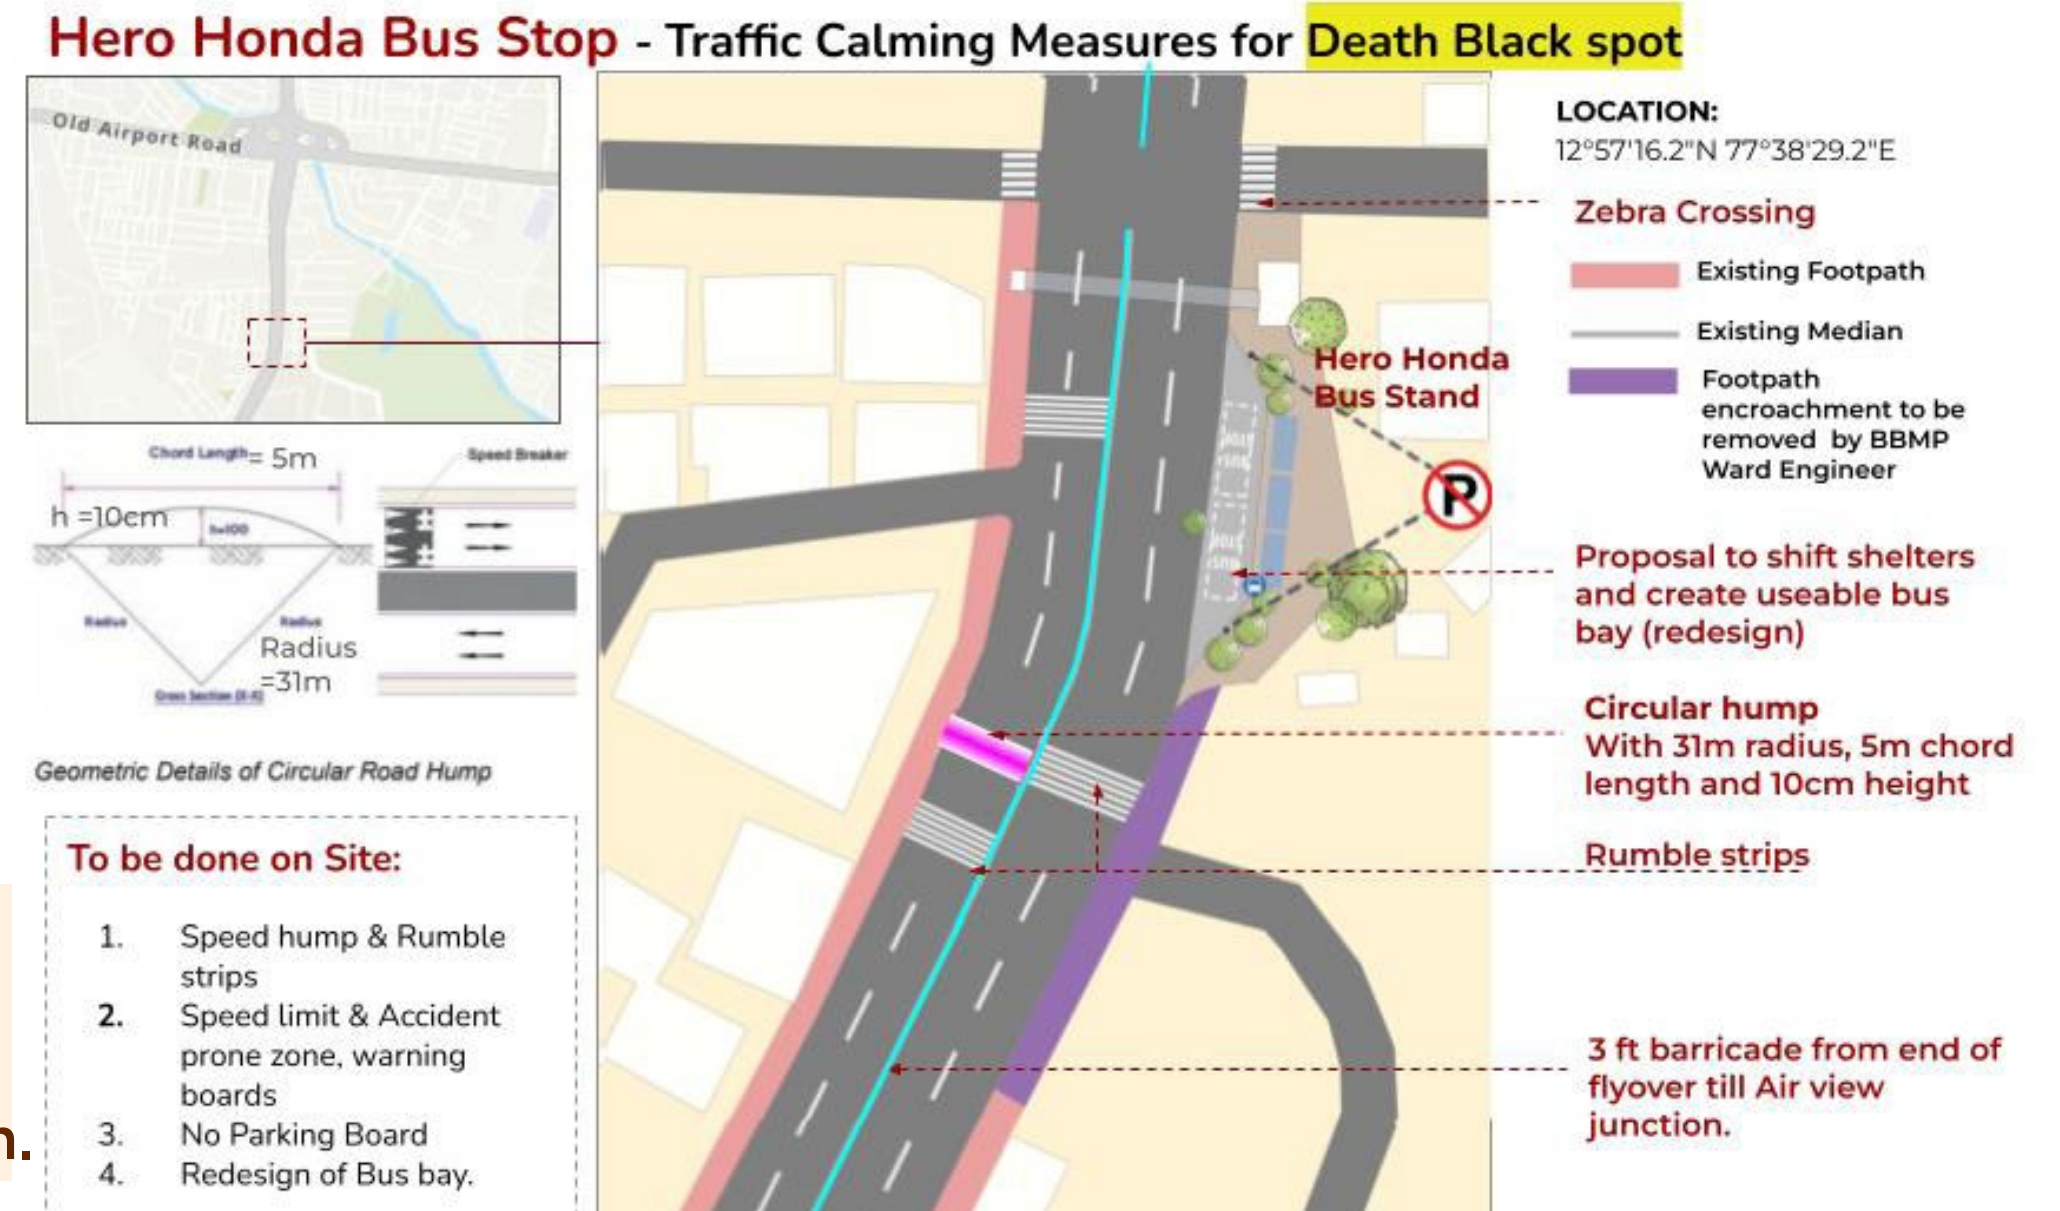 Hero Honda Bus Stop - Traffic Calming Measures for Death Black spot
Old Airport Road
Chord Length = 5m
Speed Breaker
h =10cm
h=100
Radius
Radius
Radius
=31m
Cross Section (X-X)
Geometric Details of Circular Road Hump
To be done on Site:
1. Speed hump & Rumble
strips
2. Speed limit & Accident
prone zone, warning
boards
3. No Parking Board
4. Redesign of Bus bay.
n.
Hero Honda
Bus Stand
P
LOCATION:
12°57'16.2"N 77°38'29.2"E
Zebra Crossing
Existing Footpath
Existing Median
Footpath
encroachment to be
removed by BBMP
Ward Engineer
Proposal to shift shelters
and create useable bus
bay (redesign)
Circular hump
With 31m radius, 5m chord
length and 10cm height
Rumble strips
3 ft barricade from end of
flyover till Air view
junction.